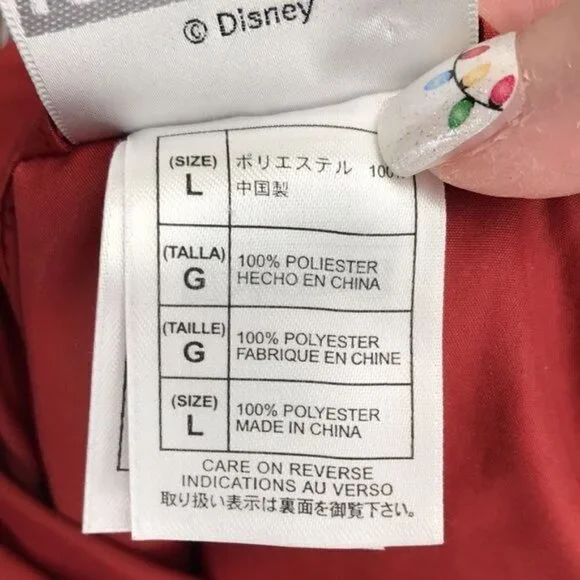 © Disney
(SIZE) ポリエステル 100
L 中国製
(TALLA) 100% POLIESTER
G HECHO EN CHINA
(TAILLE) 100% POLYESTER
G FABRIQUE EN CHINE
(SIZE) 100% POLYESTER
L MADE IN CHINA
CARE ON REVERSE
INDICATIONS AU VERSO
取り扱い表示は裏面を御覧下さい。